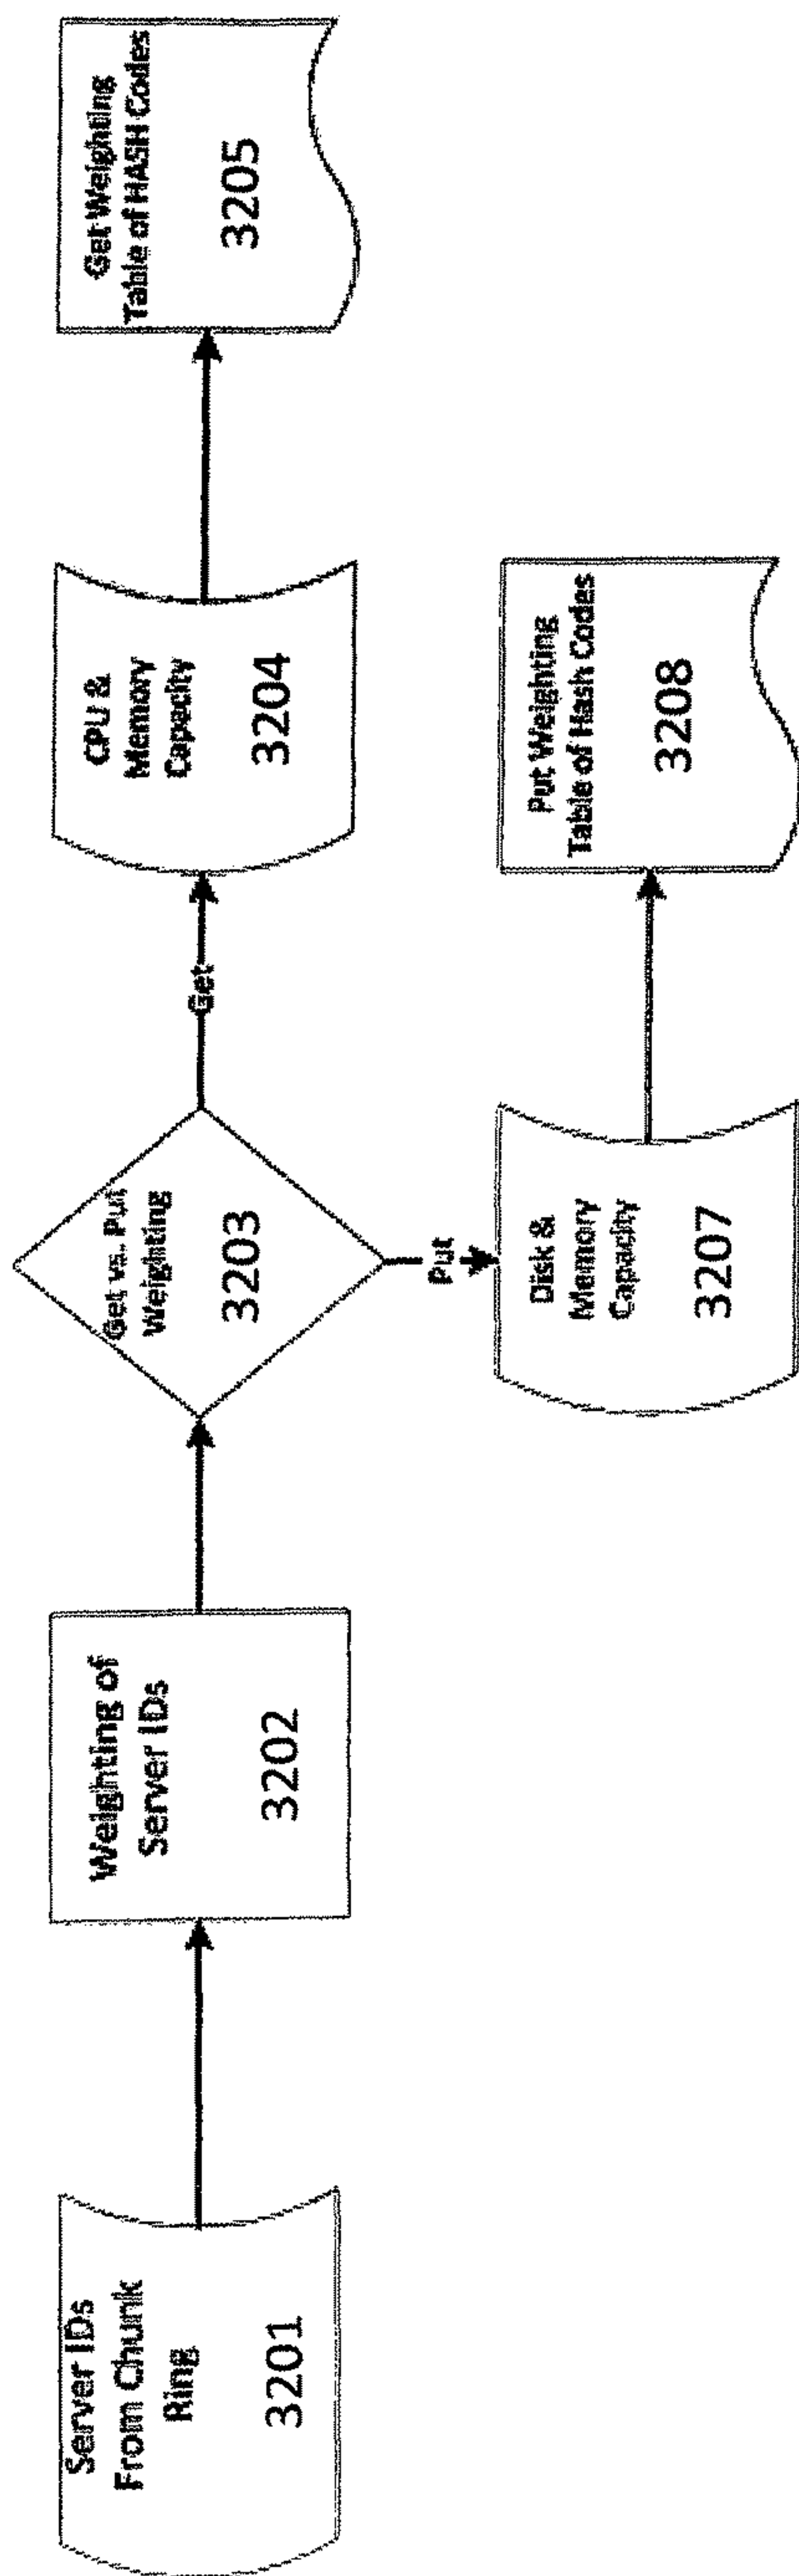 Server IDs
From Chunk
Ring
3201
Weighting of
Server IDs
3202
Get vs. Put
Weighting
3203
Get
CPU &
Memory
Capacity
3204
Get Weighting
Table of HASH Codes
3205
Put
Disk &
Memory
Capacity
3207
Put Weighting
Table of Hash Codes
3208